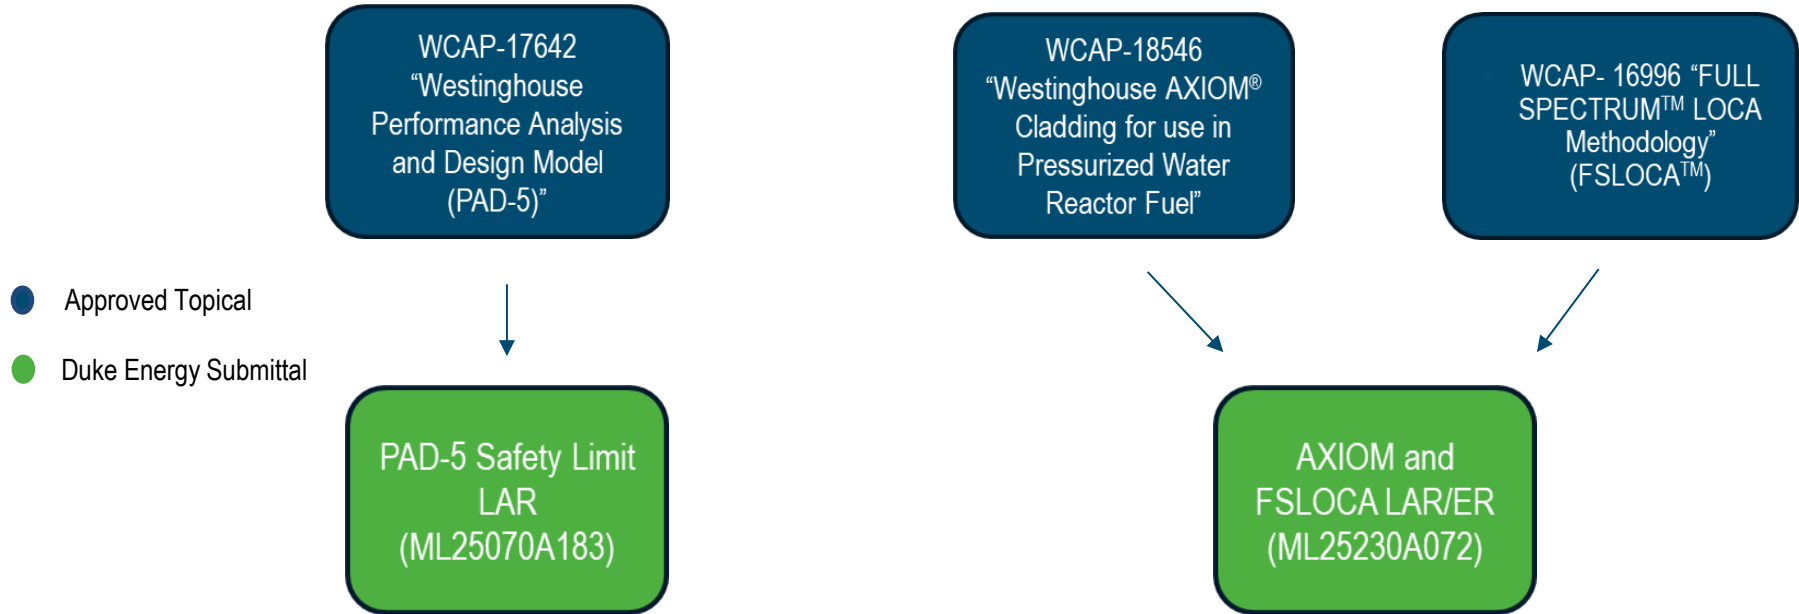 WCAP-17642
“Westinghouse
Performance Analysis
and Design Model
(PAD-5)”
WCAP-18546
“Westinghouse AXIOM®
Cladding for use in
Pressurized Water
Reactor Fuel”
WCAP- 16996 “FULL
SPECTRUM™ LOCA
Methodology”
(FSLOCA™)
Approved Topical
Duke Energy Submittal
PAD-5 Safety Limit
LAR
(ML25070A183)
AXIOM and
FSLOCA LAR/ER
(ML25230A072)